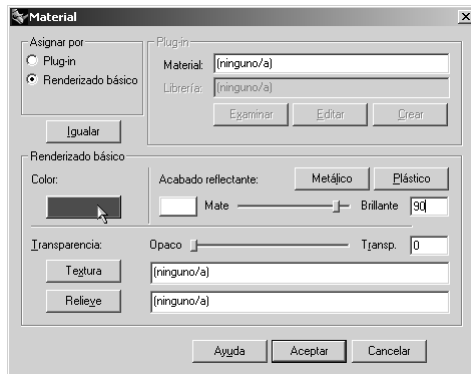 Material
Asignar por
Plug-in
Renderizado básico
Igualar
Plug-in
Material: (ninguno/a)
Librería: (ninguno/a)
Examinar Editar Crear
Renderizado básico
Color: Acabado reflectante: Metálico Plástico
Mate Brillante 90
Transparencia: Opaco Transp. 0
Textura (ninguno/a)
Relieve (ninguno/a)
Ayuda Aceptar Cancelar